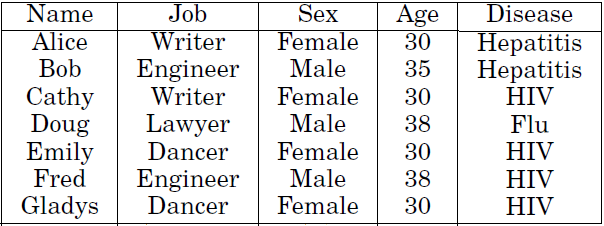 Name Job Sex Age Disease
Alice Writer Female 30 Hepatitis
Bob Engineer Male 35 Hepatitis
Cathy Writer Female 30 HIV
Doug Lawyer Male 38 Flu
Emily Dancer Female 30 HIV
Fred Engineer Male 38 HIV
Gladys Dancer Female 30 HIV